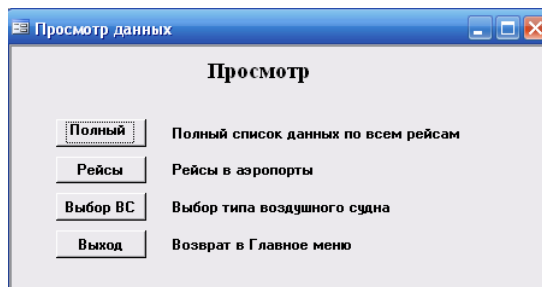 Просмотр данных
Просмотр
Полный Полный список данных по всем рейсам
Рейсы Рейсы в аэропорты
Выбор ВС Выбор типа воздушного судна
Выход Возврат в Главное меню